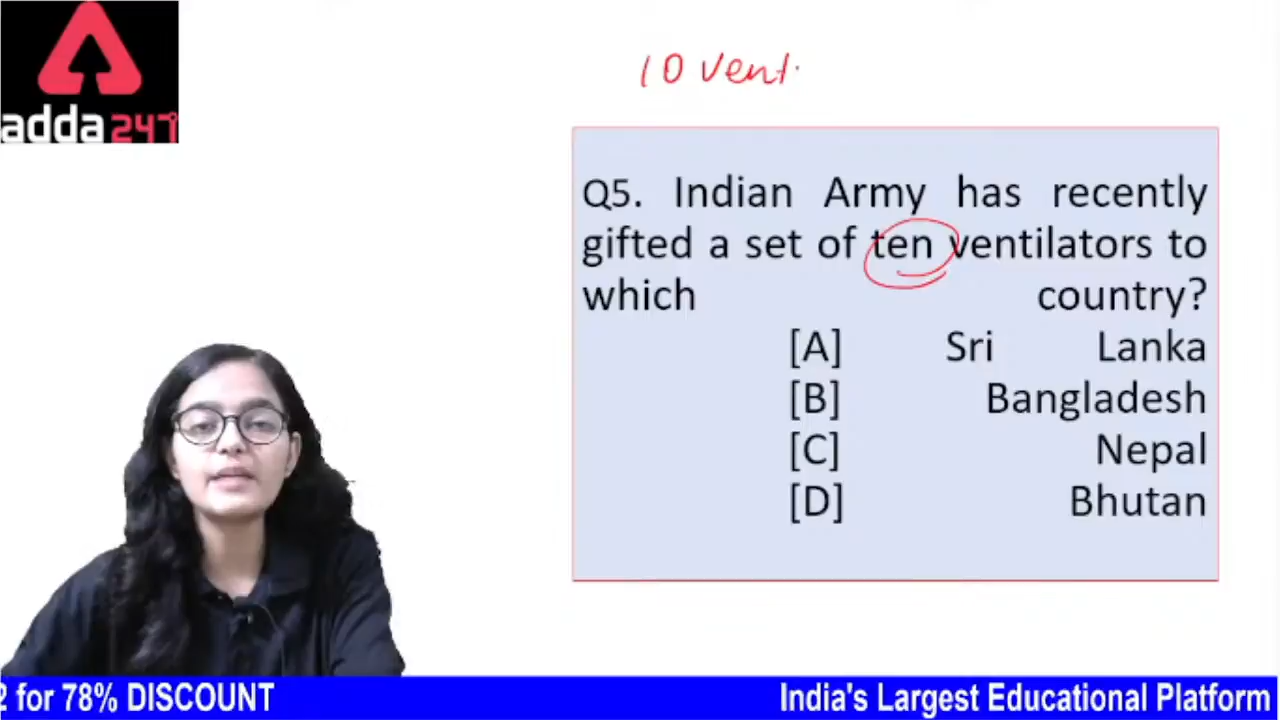 adda247
10 vent.
Q5. Indian Army has recently
gifted a set of ten ventilators to
which country?
[A] Sri Lanka
[B] Bangladesh
[C] Nepal
[D] Bhutan
2 for 78% DISCOUNT
India's Largest Educational Platform